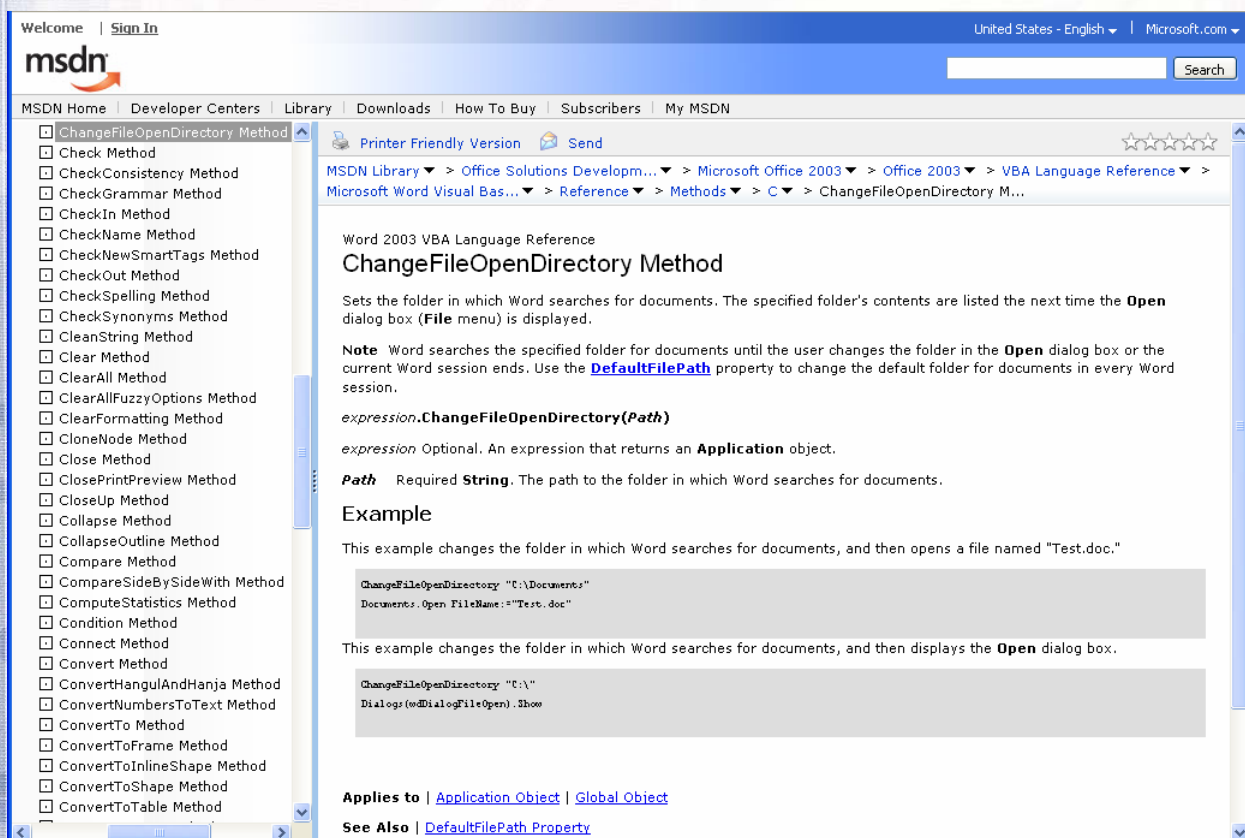 Welcome | Sign In
United States - English | Microsoft.com
msdn
Search
MSDN Home | Developer Centers | Library | Downloads | How To Buy | Subscribers | My MSDN
ChangeFileOpenDirectory Method
Check Method
CheckConsistency Method
CheckGrammar Method
CheckIn Method
CheckName Method
CheckNewSmartTags Method
CheckOut Method
CheckSpelling Method
CheckSynonyms Method
CleanString Method
Clear Method
ClearAll Method
ClearAllFuzzyOptions Method
ClearFormatting Method
CloneNode Method
Close Method
ClosePrintPreview Method
CloseUp Method
Collapse Method
CollapseOutline Method
Compare Method
CompareSideBySideWith Method
ComputeStatistics Method
Condition Method
Connect Method
Convert Method
ConvertHangulAndHanja Method
ConvertNumbersToText Method
ConvertTo Method
ConvertToFrame Method
ConvertToInlineShape Method
ConvertToShape Method
ConvertToTable Method
Printer Friendly Version Send
MSDN Library > Office Solutions Developm... > Microsoft Office 2003 > Office 2003 > VBA Language Reference >
Microsoft Word Visual Bas... > Reference > Methods > C > ChangeFileOpenDirectory M...
Word 2003 VBA Language Reference
ChangeFileOpenDirectory Method
Sets the folder in which Word searches for documents. The specified folder's contents are listed the next time the Open
dialog box (File menu) is displayed.
Note Word searches the specified folder for documents until the user changes the folder in the Open dialog box or the
current Word session ends. Use the DefaultFilePath property to change the default folder for documents in every Word
session.
expression.ChangeFileOpenDirectory(Path)
expression Optional. An expression that returns an Application object.
Path Required String. The path to the folder in which Word searches for documents.
Example
This example changes the folder in which Word searches for documents, and then opens a file named "Test.doc."
ChangeFileOpenDirectory "C:\Documents"
Documents.Open FileName:="Test.doc"
This example changes the folder in which Word searches for documents, and then displays the Open dialog box.
ChangeFileOpenDirectory "C:\"
Dialogs(wdDialogFileOpen).Show
Applies to | Application Object | Global Object
See Also | DefaultFilePath Property